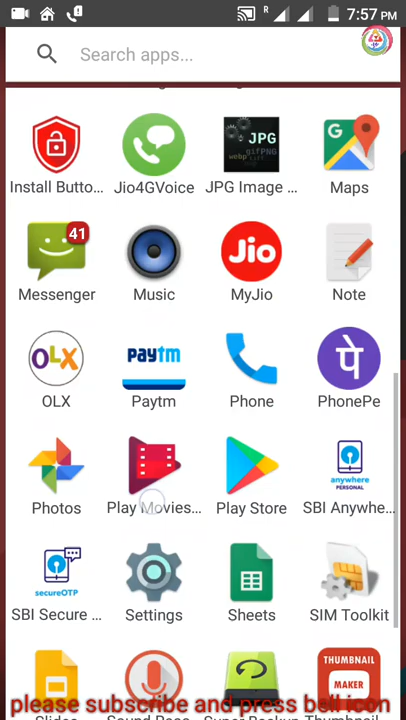 R 7:57 PM
Search apps...
JPG
gifPNG
webp
G
Install Butto... Jio4GVoice JPG Image ... Maps
41
Jio
Messenger Music MyJio Note
OLX paytm पे
OLX Paytm Phone PhonePe
anywhere
PERSONAL
Photos Play Movies... Play Store SBI Anywhe...
secureOTP
SBI Secure ... Settings Sheets SIM Toolkit
THUMBNAIL
MAKER
please subscribe and press bell icon